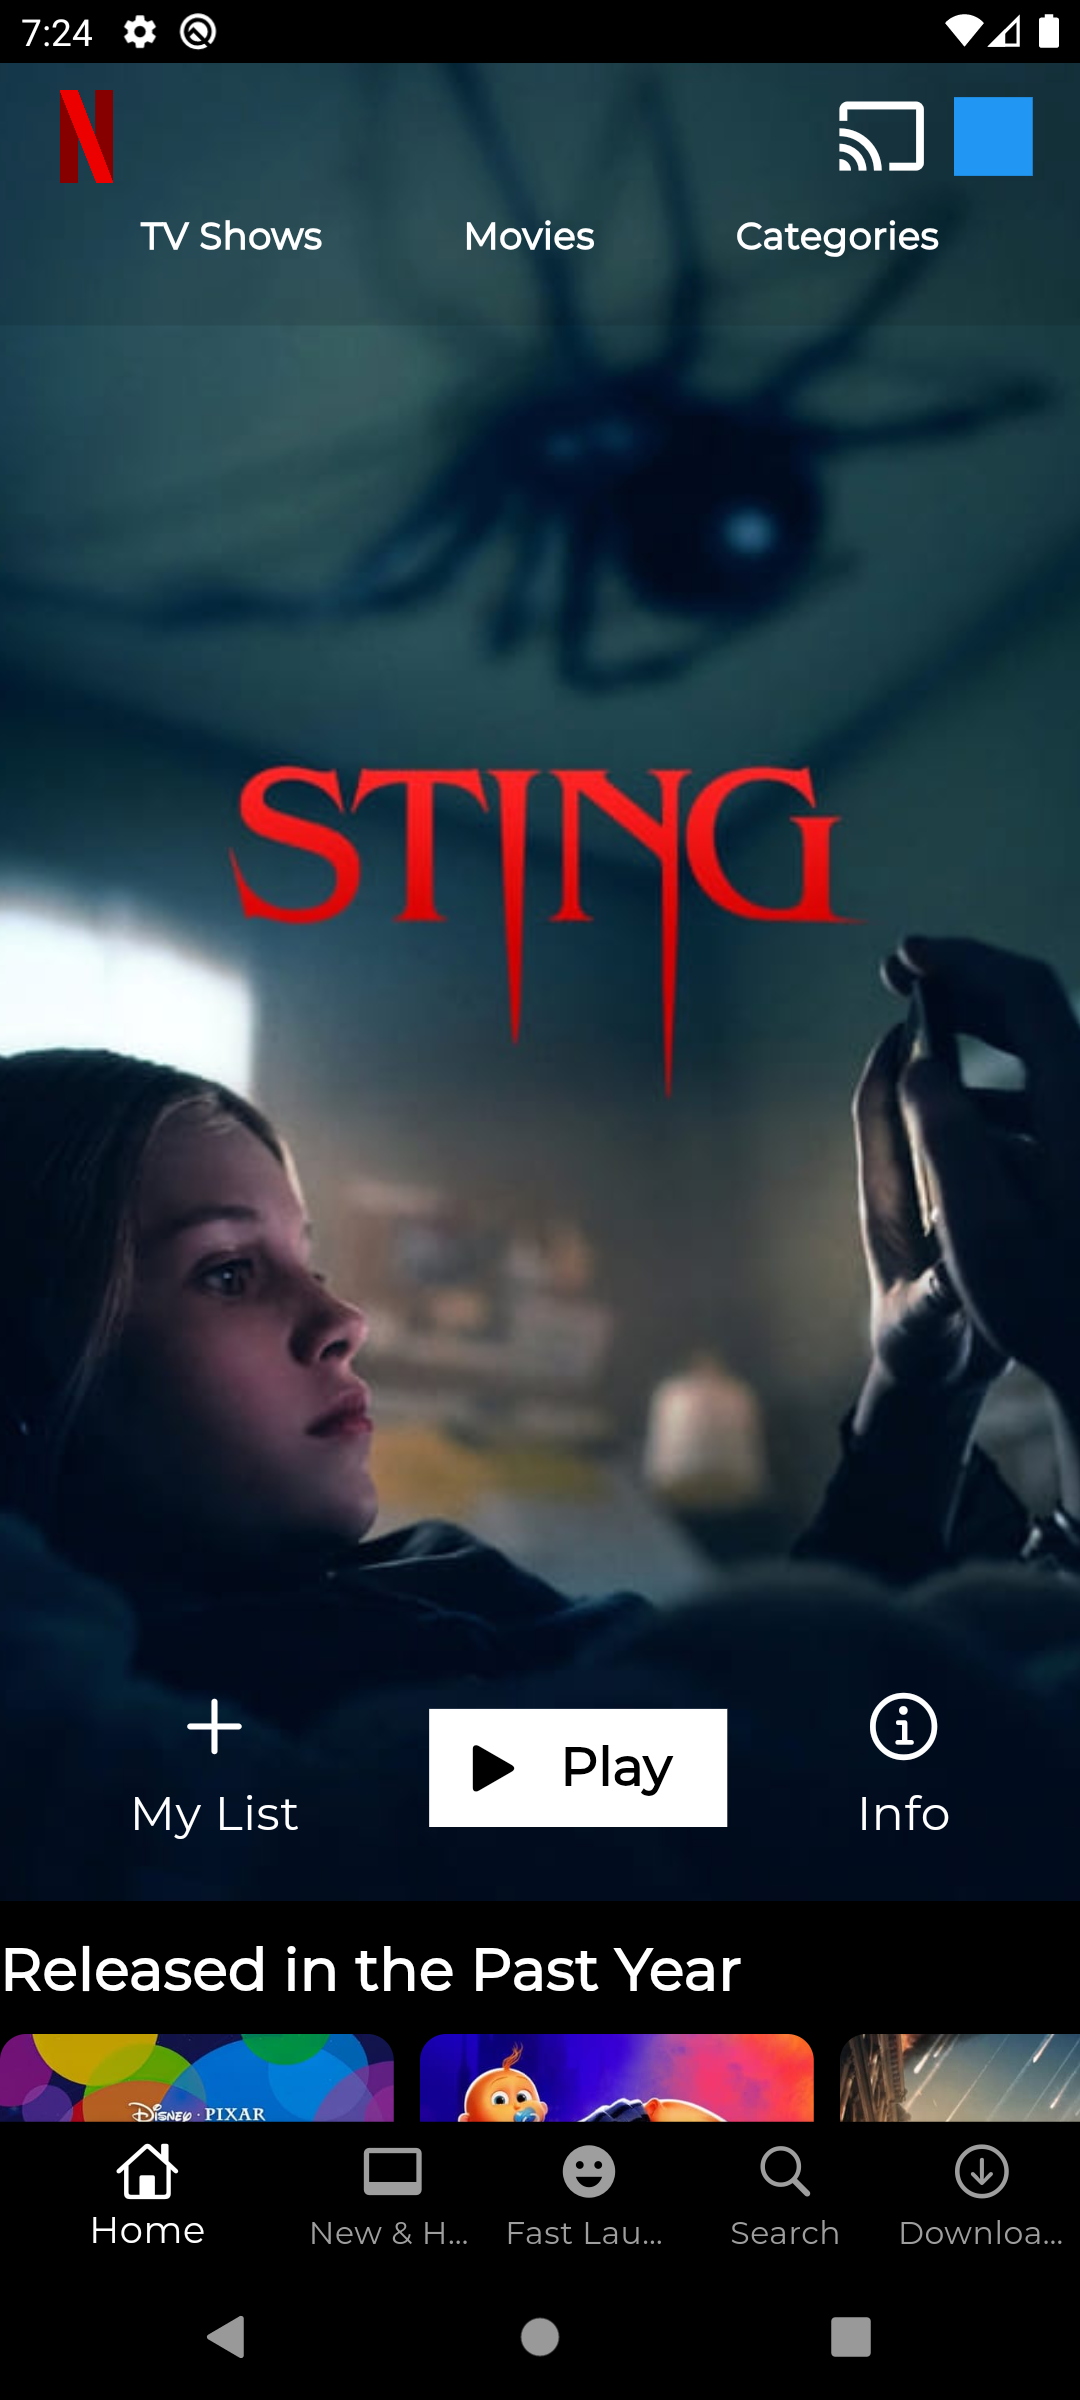 7:24
N
TV Shows Movies Categories
STING
My List Play Info
Released in the Past Year
DISNEY · PIXAR
Home New & H... Fast Lau... Search Downloa...